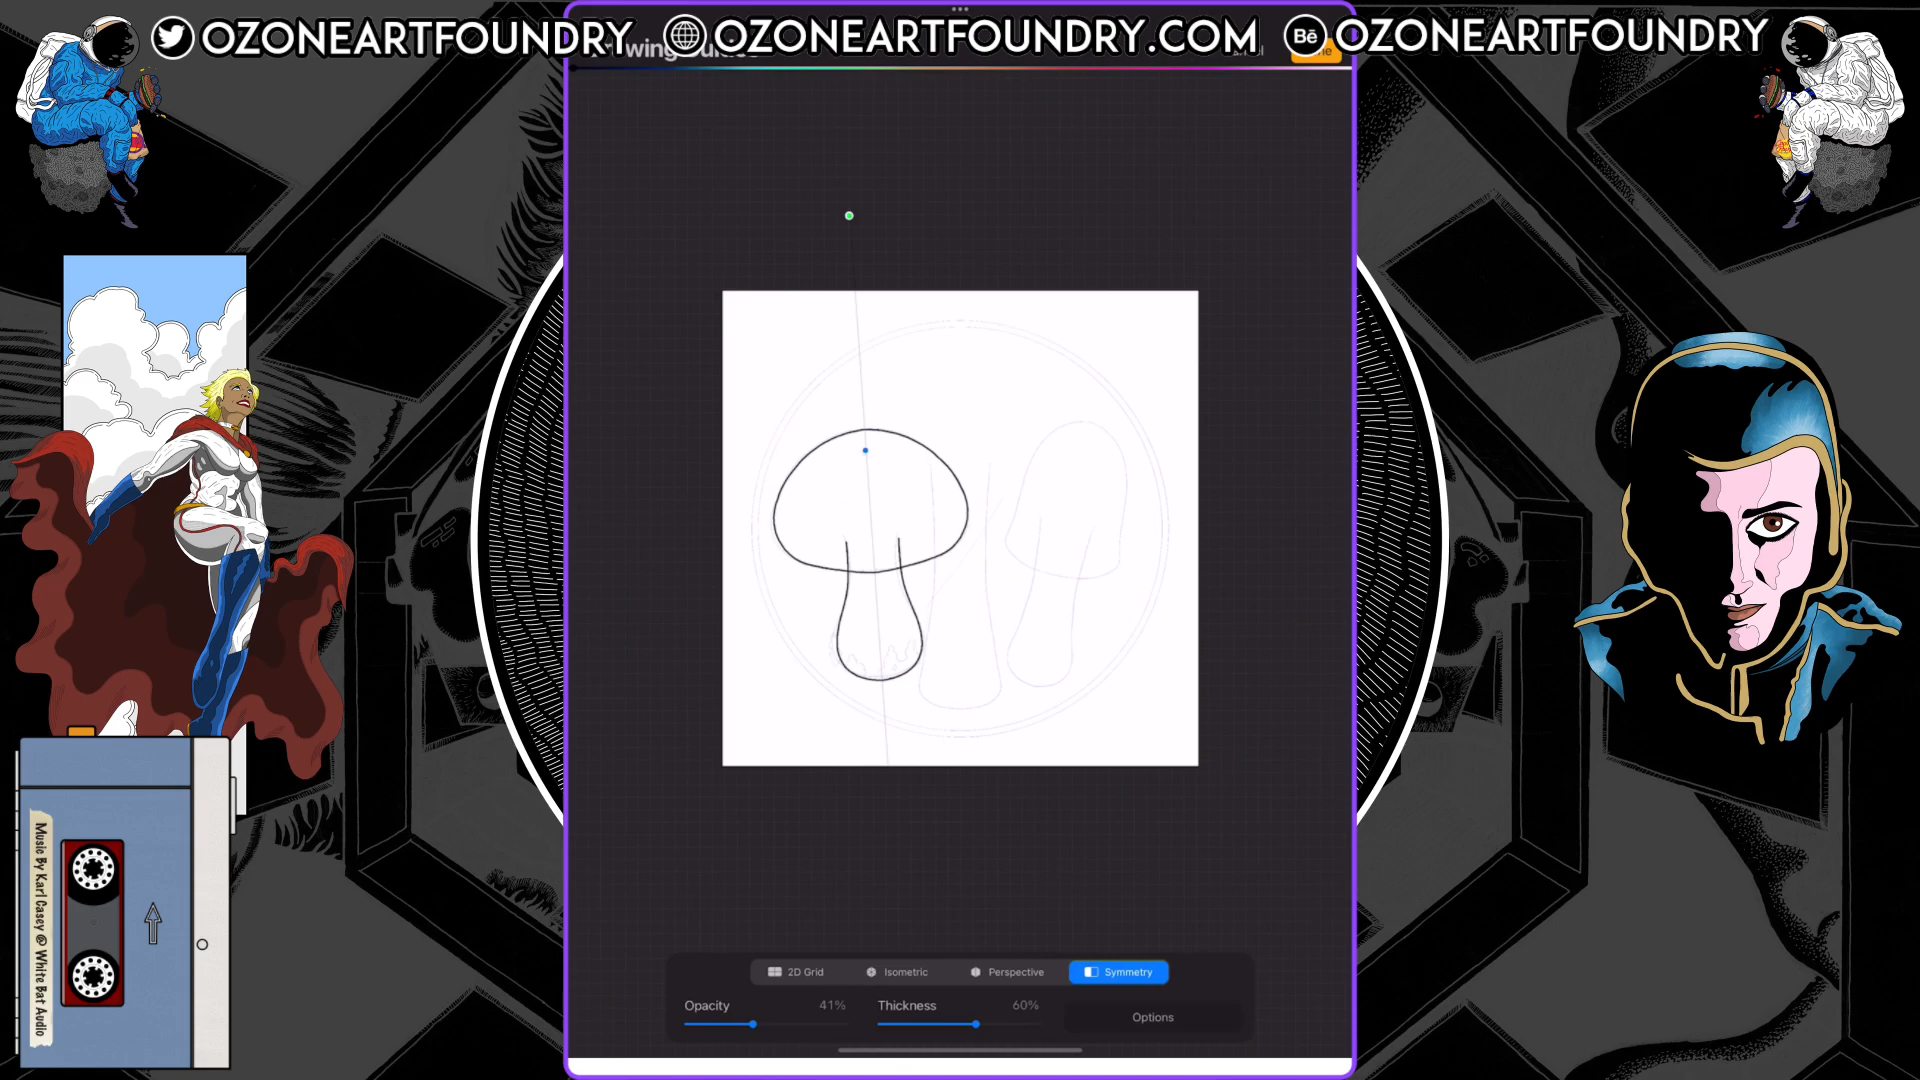 OZONEARTFOUNDRY
OZONEARTFOUNDRY.COM
Bē OZONEARTFOUNDRY
2D Grid
Isometric
Perspective
Symmetry
Opacity
41%
Thickness
60%
Options
Music By Karl Casey @ White Bat Audio